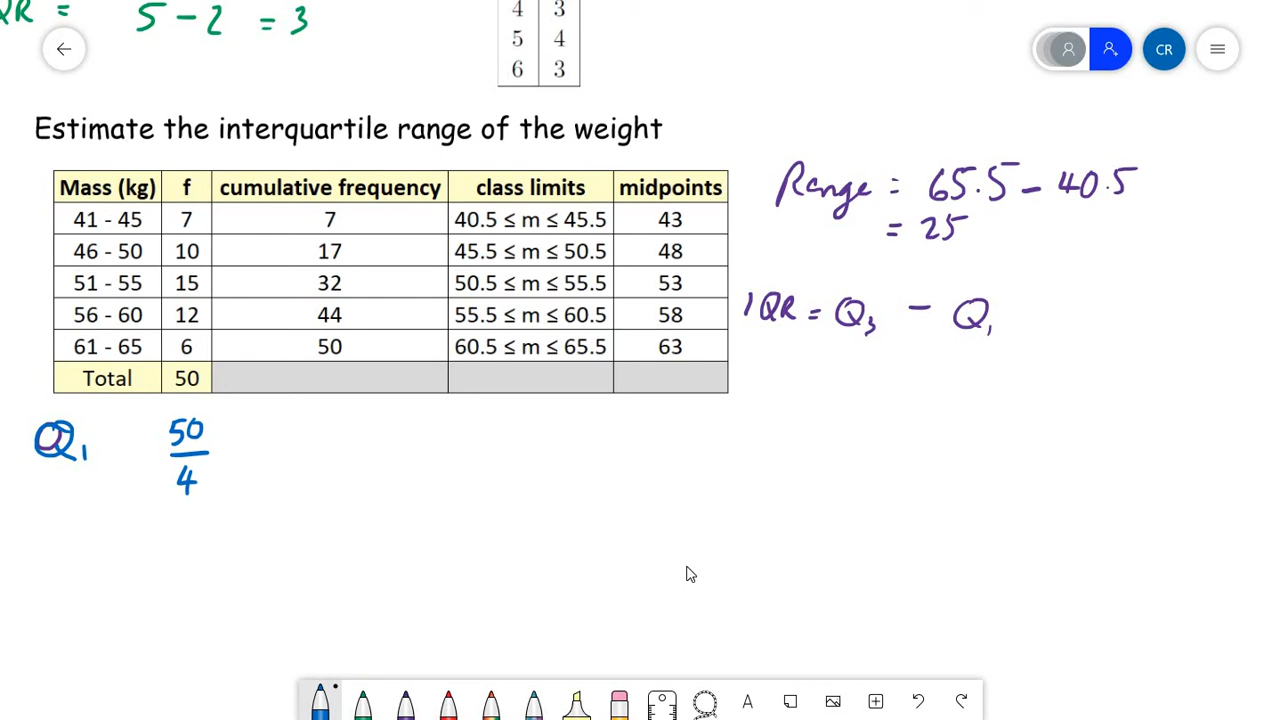 QR = 5 - 2 = 3
4 3
5 4
6 3
CR
Estimate the interquartile range of the weight
Mass (kg) f cumulative frequency class limits midpoints
41 - 45 7 7 40.5 ≤ m ≤ 45.5 43
46 - 50 10 17 45.5 ≤ m ≤ 50.5 48
51 - 55 15 32 50.5 ≤ m ≤ 55.5 53
56 - 60 12 44 55.5 ≤ m ≤ 60.5 58
61 - 65 6 50 60.5 ≤ m ≤ 65.5 63
Total 50
Range = 65.5 - 40.5
= 25
IQR = Q₃ - Q₁
Q₁ 50/4
A